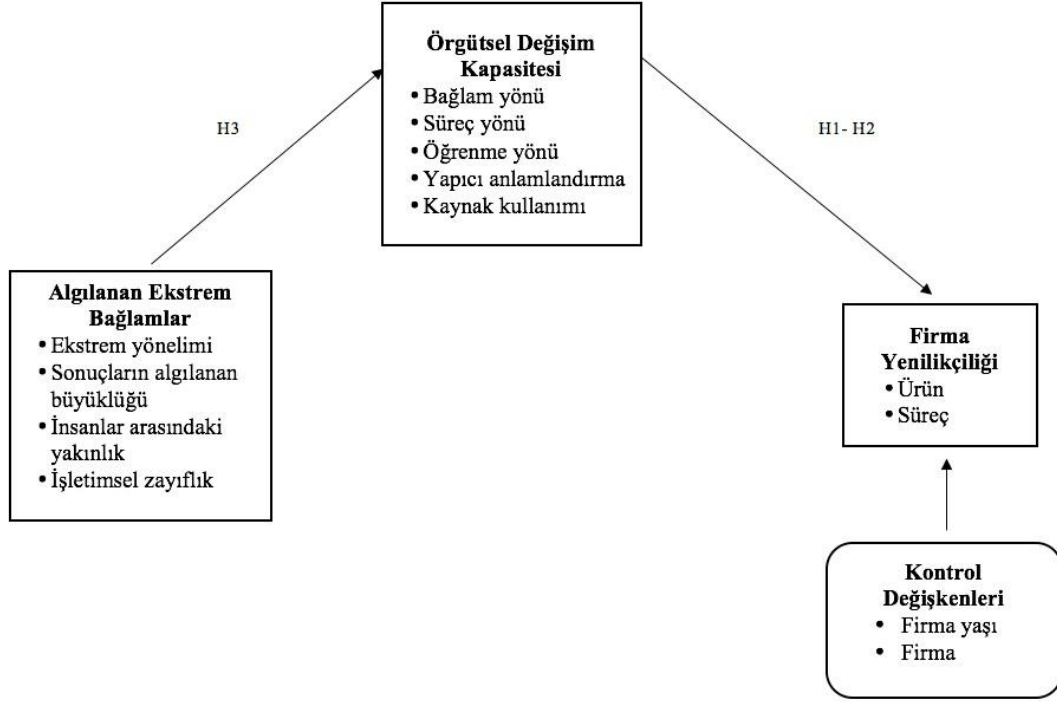 Örgütsel Değişim
Kapasitesi
• Bağlam yönü
• Süreç yönü
• Öğrenme yönü
• Yapıcı anlamlandırma
• Kaynak kullanımı
H3
H1- H2
Algılanan Ekstrem
Bağlamlar
• Ekstrem yönelimi
• Sonuçların algılanan
büyüklüğü
• İnsanlar arasındaki
yakınlık
• İşletimsel zayıflık
Firma
Yenilikçiliği
• Ürün
• Süreç
Kontrol
Değişkenleri
• Firma yaşı
• Firma